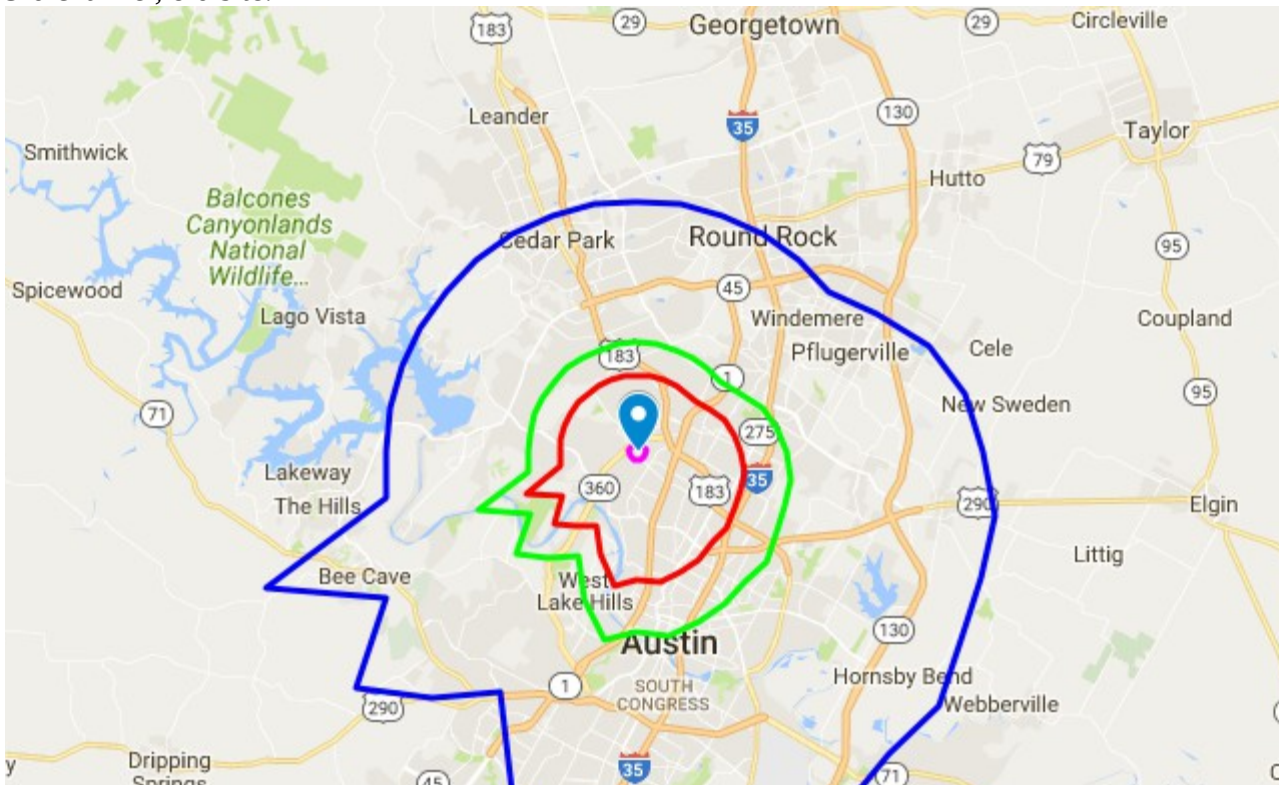 183
29
Georgetown
29
Circleville
Leander
35
130
Taylor
Smithwick
79
Balcones
Canyonlands
National
Wildlife...
Hutto
Cedar Park
Round Rock
95
Spicewood
45
Lago Vista
Windemere
Coupland
183
Pflugerville
Cele
1
95
71
New Sweden
275
Lakeway
35
360
183
The Hills
290
Elgin
Littig
Bee Cave
West
Lake Hills
130
Austin
Hornsby Bend
1
SOUTH
CONGRESS
290
Webberville
Dripping
Springs
35
71
45